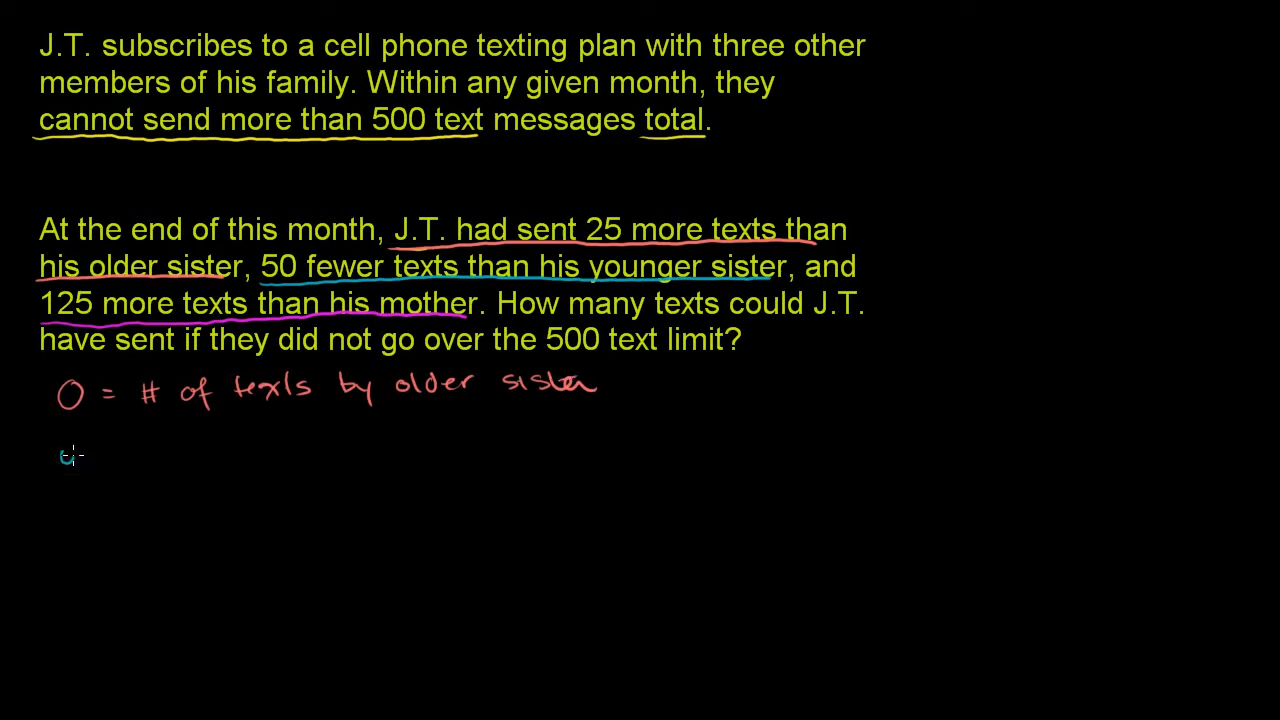 J.T. subscribes to a cell phone texting plan with three other
members of his family. Within any given month, they
cannot send more than 500 text messages total.
At the end of this month, J.T. had sent 25 more texts than
his older sister, 50 fewer texts than his younger sister, and
125 more texts than his mother. How many texts could J.T.
have sent if they did not go over the 500 text limit?
O = # of texts by older sister